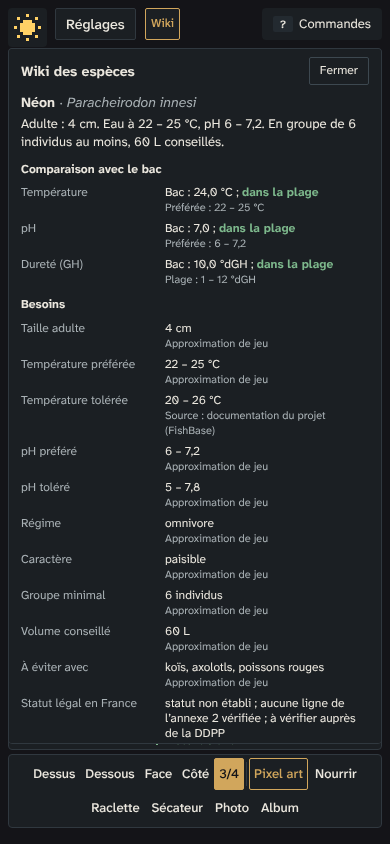 Réglages Wiki ? Commandes
Wiki des espèces Fermer
Néon · Paracheirodon innesi
Adulte : 4 cm. Eau à 22 – 25 °C, pH 6 – 7,2. En groupe de 6
individus au moins, 60 L conseillés.
Comparaison avec le bac
Température Bac : 24,0 °C ; dans la plage
Préférée : 22 – 25 °C
pH Bac : 7,0 ; dans la plage
Préférée : 6 – 7,2
Dureté (GH) Bac : 10,0 °dGH ; dans la plage
Plage : 1 – 12 °dGH
Besoins
Taille adulte 4 cm
Approximation de jeu
Température préférée 22 – 25 °C
Approximation de jeu
Température tolérée 20 – 26 °C
Source : documentation du projet
(FishBase)
pH préféré 6 – 7,2
Approximation de jeu
pH toléré 5 – 7,8
Approximation de jeu
Régime omnivore
Approximation de jeu
Caractère paisible
Approximation de jeu
Groupe minimal 6 individus
Approximation de jeu
Volume conseillé 60 L
Approximation de jeu
À éviter avec koïs, axolotls, poissons rouges
Approximation de jeu
Statut légal en France statut non établi ; aucune ligne de
l'annexe 2 vérifiée ; à vérifier auprès
de la DDPP
Dessus Dessous Face Côté 3/4 Pixel art Nourrir
Raclette Sécateur Photo Album